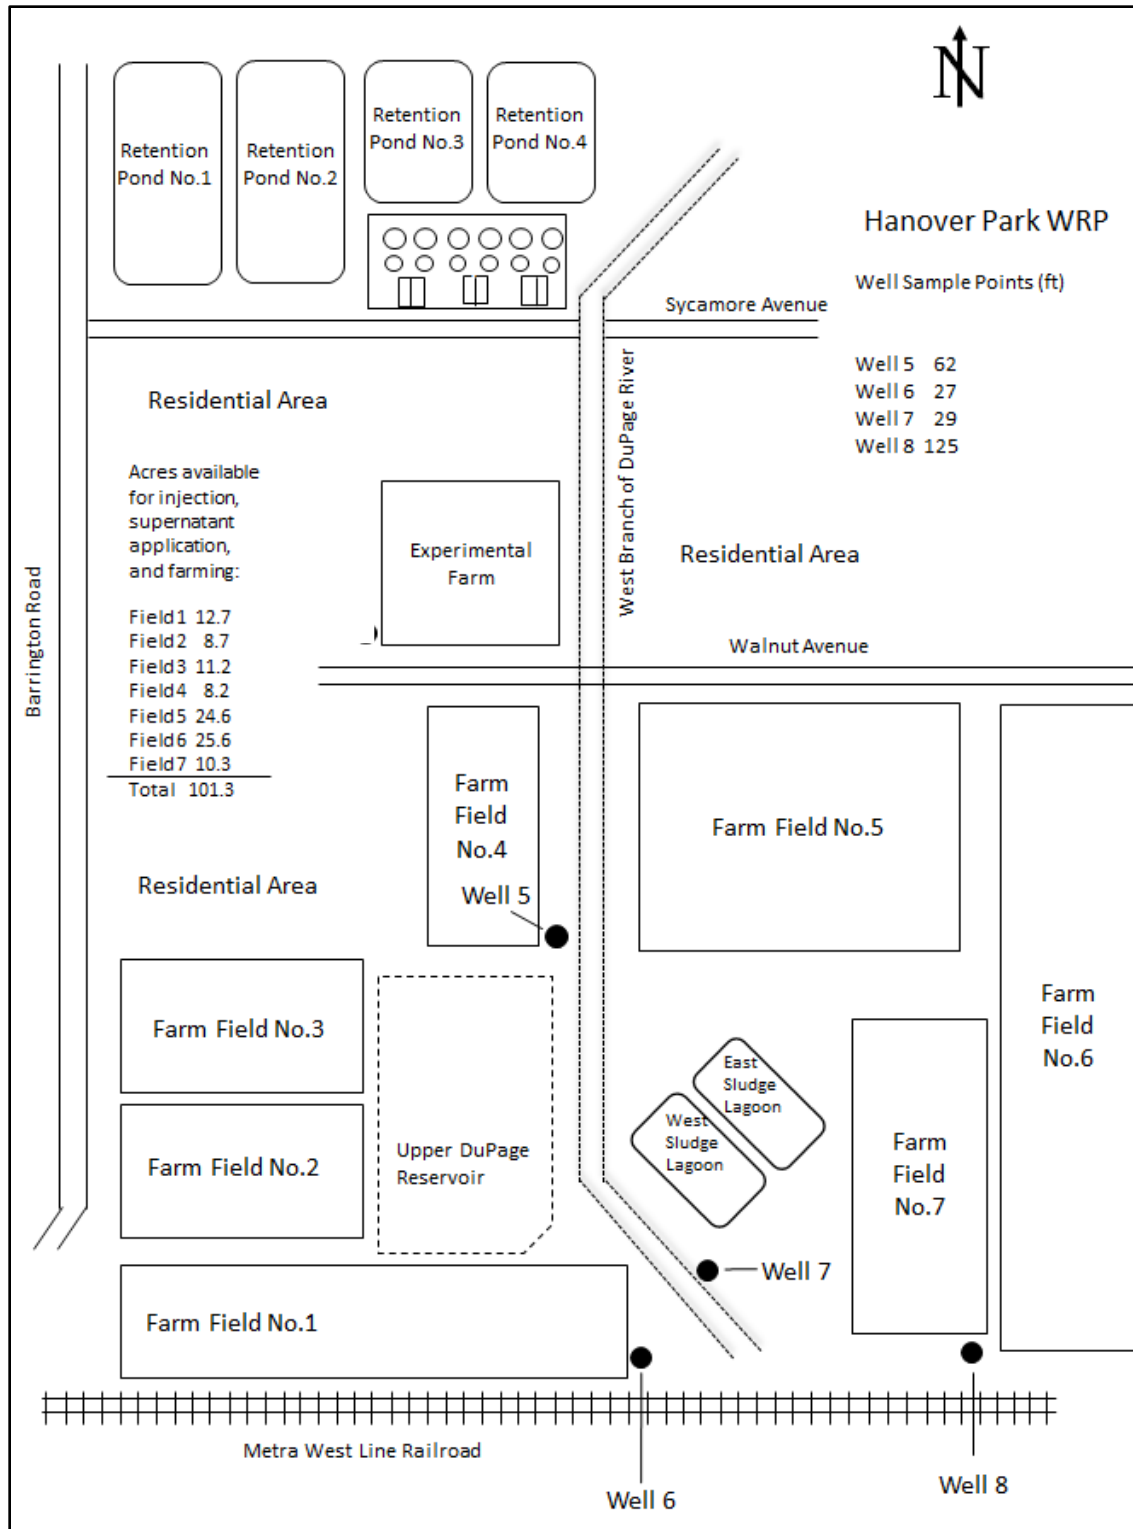 N
Retention
Pond No.1
Retention
Pond No.2
Retention
Pond No.3
Retention
Pond No.4
Hanover Park WRP
Well Sample Points (ft)
Well 5 62
Well 6 27
Well 7 29
Well 8 125
Sycamore Avenue
West Branch of DuPage River
Residential Area
Acres available
for injection,
supernatant
application,
and farming:
Field1 12.7
Field2 8.7
Field3 11.2
Field4 8.2
Field5 24.6
Field6 25.6
Field7 10.3
Total 101.3
Barrington Road
Experimental
Farm
Residential Area
Walnut Avenue
Farm
Field
No.4
Well 5
Farm Field No.5
Residential Area
Farm Field No.3
Farm Field No.2
Upper DuPage
Reservoir
East
Sludge
Lagoon
West
Sludge
Lagoon
Farm
Field
No.6
Farm
Field
No.7
Well 7
Farm Field No.1
Metra West Line Railroad
Well 6
Well 8